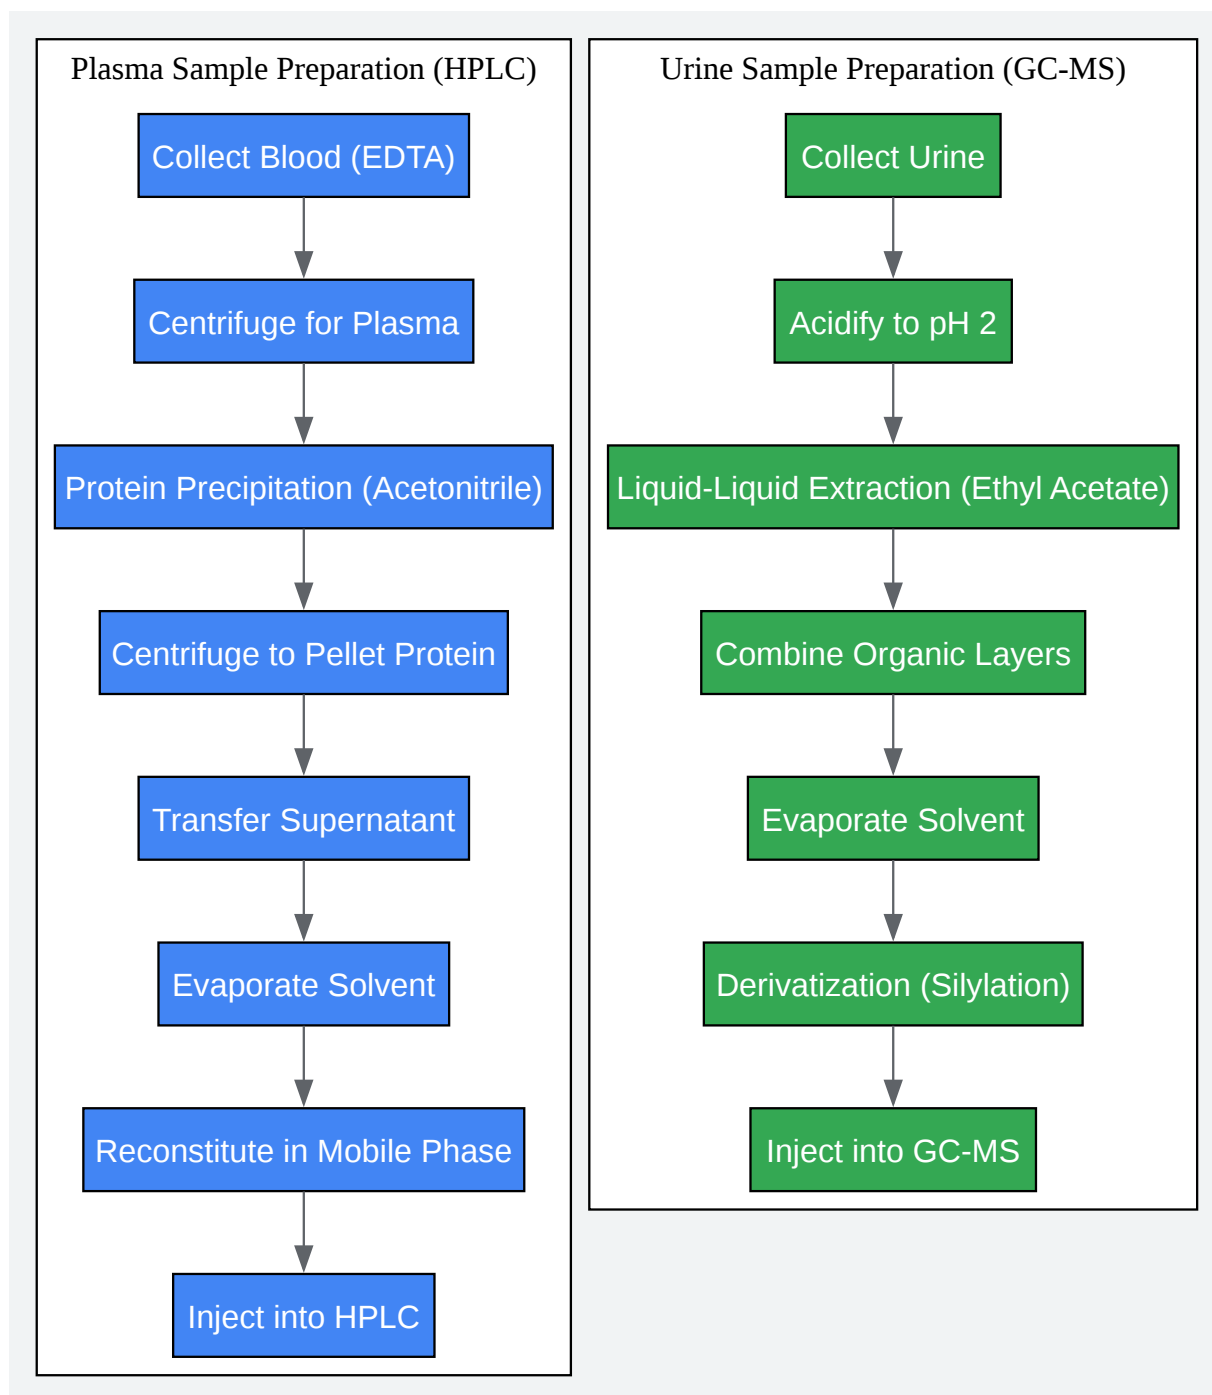 Plasma Sample Preparation (HPLC)
Collect Blood (EDTA)
Centrifuge for Plasma
Protein Precipitation (Acetonitrile)
Centrifuge to Pellet Protein
Transfer Supernatant
Evaporate Solvent
Reconstitute in Mobile Phase
Inject into HPLC
Urine Sample Preparation (GC-MS)
Collect Urine
Acidify to pH 2
Liquid-Liquid Extraction (Ethyl Acetate)
Combine Organic Layers
Evaporate Solvent
Derivatization (Silylation)
Inject into GC-MS